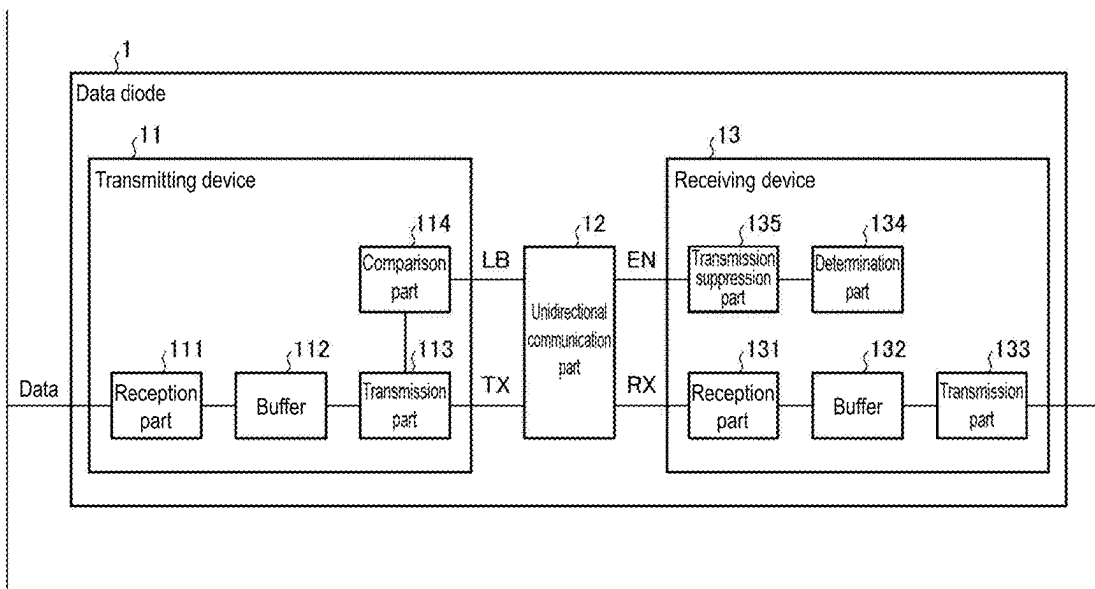 1
Data diode
11
Transmitting device
13
Receiving device
114
Comparison
part
LB
12
Unidirectional
communication
part
EN
135
Transmission
suppression
part
134
Determination
part
Data
111
Reception
part
112
Buffer
113
Transmission
part
TX
RX
131
Reception
part
132
Buffer
133
Transmission
part